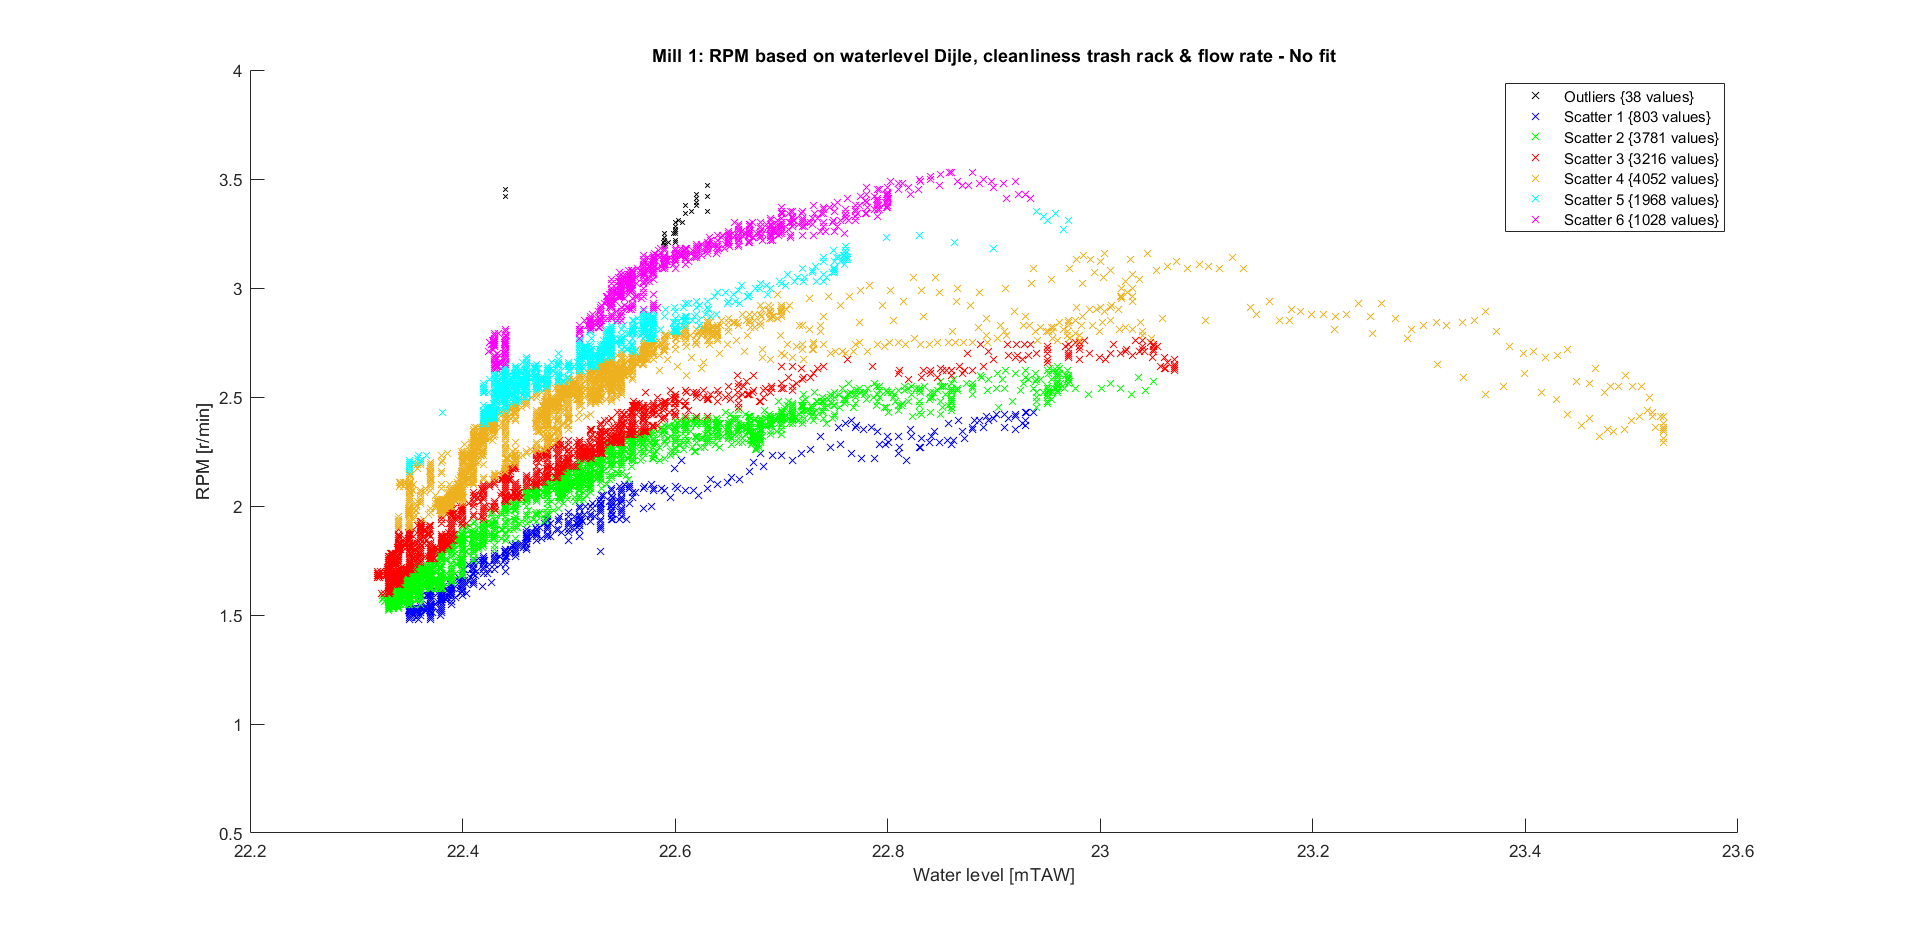 Mill 1: RPM based on waterlevel Dijle, cleanliness trash rack & flow rate - No fit
4
3.5
3
2.5
2
1.5
1
0.5
RPM [r/min]
Outliers {38 values}
Scatter 1 {803 values}
Scatter 2 {3781 values}
Scatter 3 {3216 values}
Scatter 4 {4052 values}
Scatter 5 {1968 values}
Scatter 6 {1028 values}
22.2 22.4 22.6 22.8 23 23.2 23.4 23.6
Water level [mTAW]